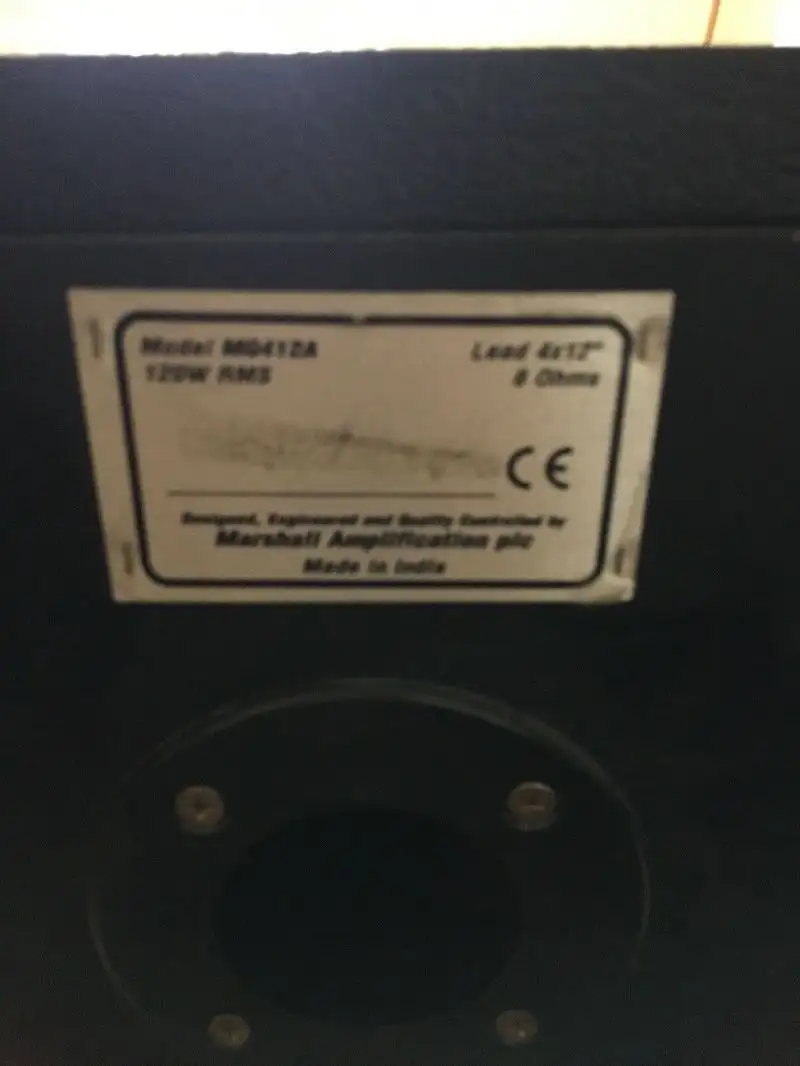 Model MG412A
Lead 4x12"
120W RMS
8 Ohms
CE
Designed, Engineered and Quality Controlled by
Marshall Amplification plc
Made in India